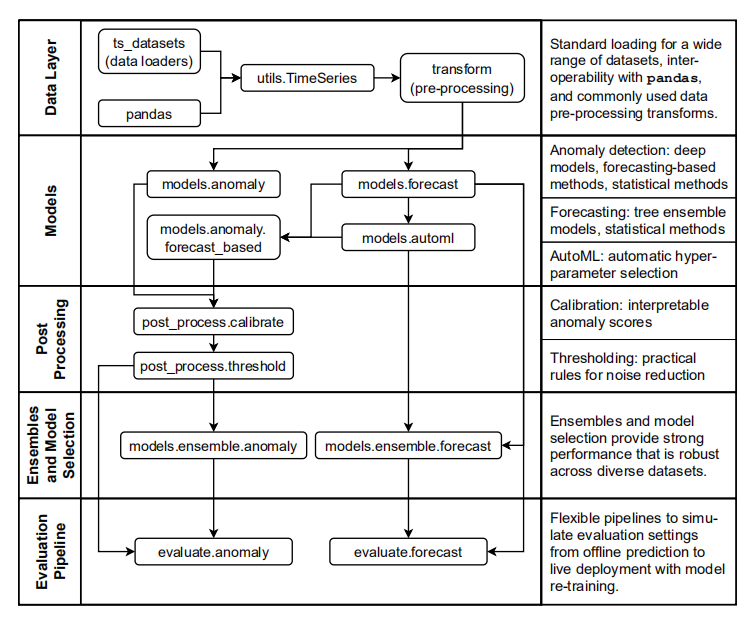 Data Layer
ts_datasets
(data loaders)
pandas
utils.TimeSeries
transform
(pre-processing)
Standard loading for a wide
range of datasets, inter-
operability with pandas,
and commonly used data
pre-processing transforms.
Models
models.anomaly
models.forecast
models.anomaly.
forecast_based
models.automl
Anomaly detection: deep
models, forecasting-based
methods, statistical methods
Forecasting: tree ensemble
models, statistical methods
AutoML: automatic hyper-
parameter selection
Post
Processing
post_process.calibrate
post_process.threshold
Calibration: interpretable
anomaly scores
Thresholding: practical
rules for noise reduction
Ensembles
and Model
Selection
models.ensemble.anomaly
models.ensemble.forecast
Ensembles and model
selection provide strong
performance that is robust
across diverse datasets.
Evaluation
Pipeline
evaluate.anomaly
evaluate.forecast
Flexible pipelines to simu-
late evaluation settings
from offline prediction to
live deployment with model
re-training.